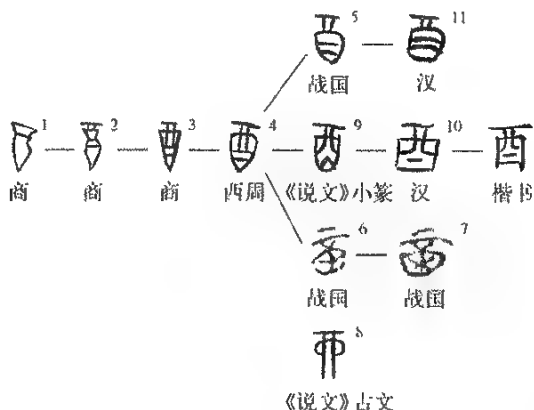 5 11
战国 汉
1 2 3 4 9 10 酉
商 商 商 西周 《说文》小篆 汉 楷书
6 7
战国 战国
8
《说文》古文